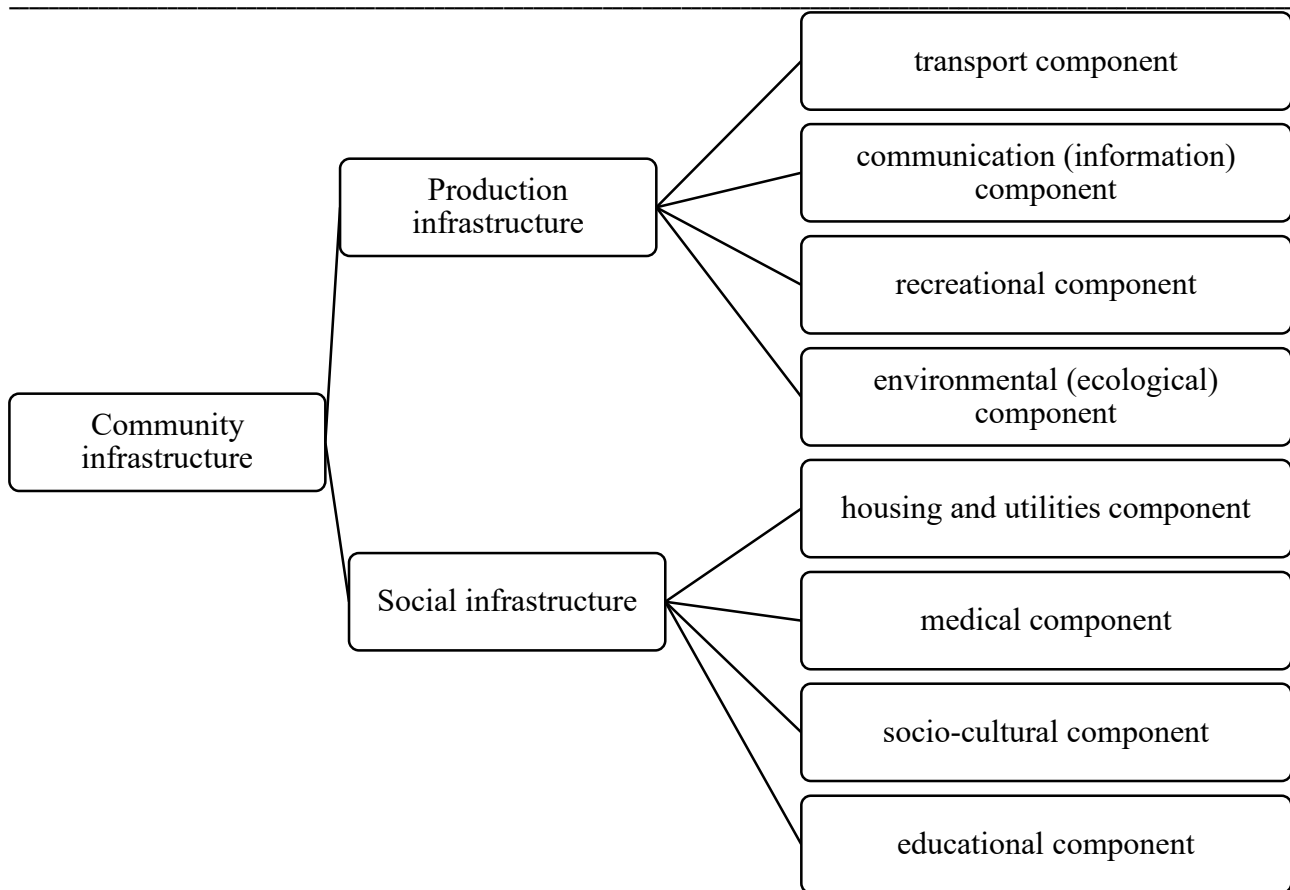 transport component
communication (information)
component
Production
infrastructure
recreational component
environmental (ecological)
component
Community
infrastructure
housing and utilities component
Social infrastructure
medical component
socio-cultural component
educational component